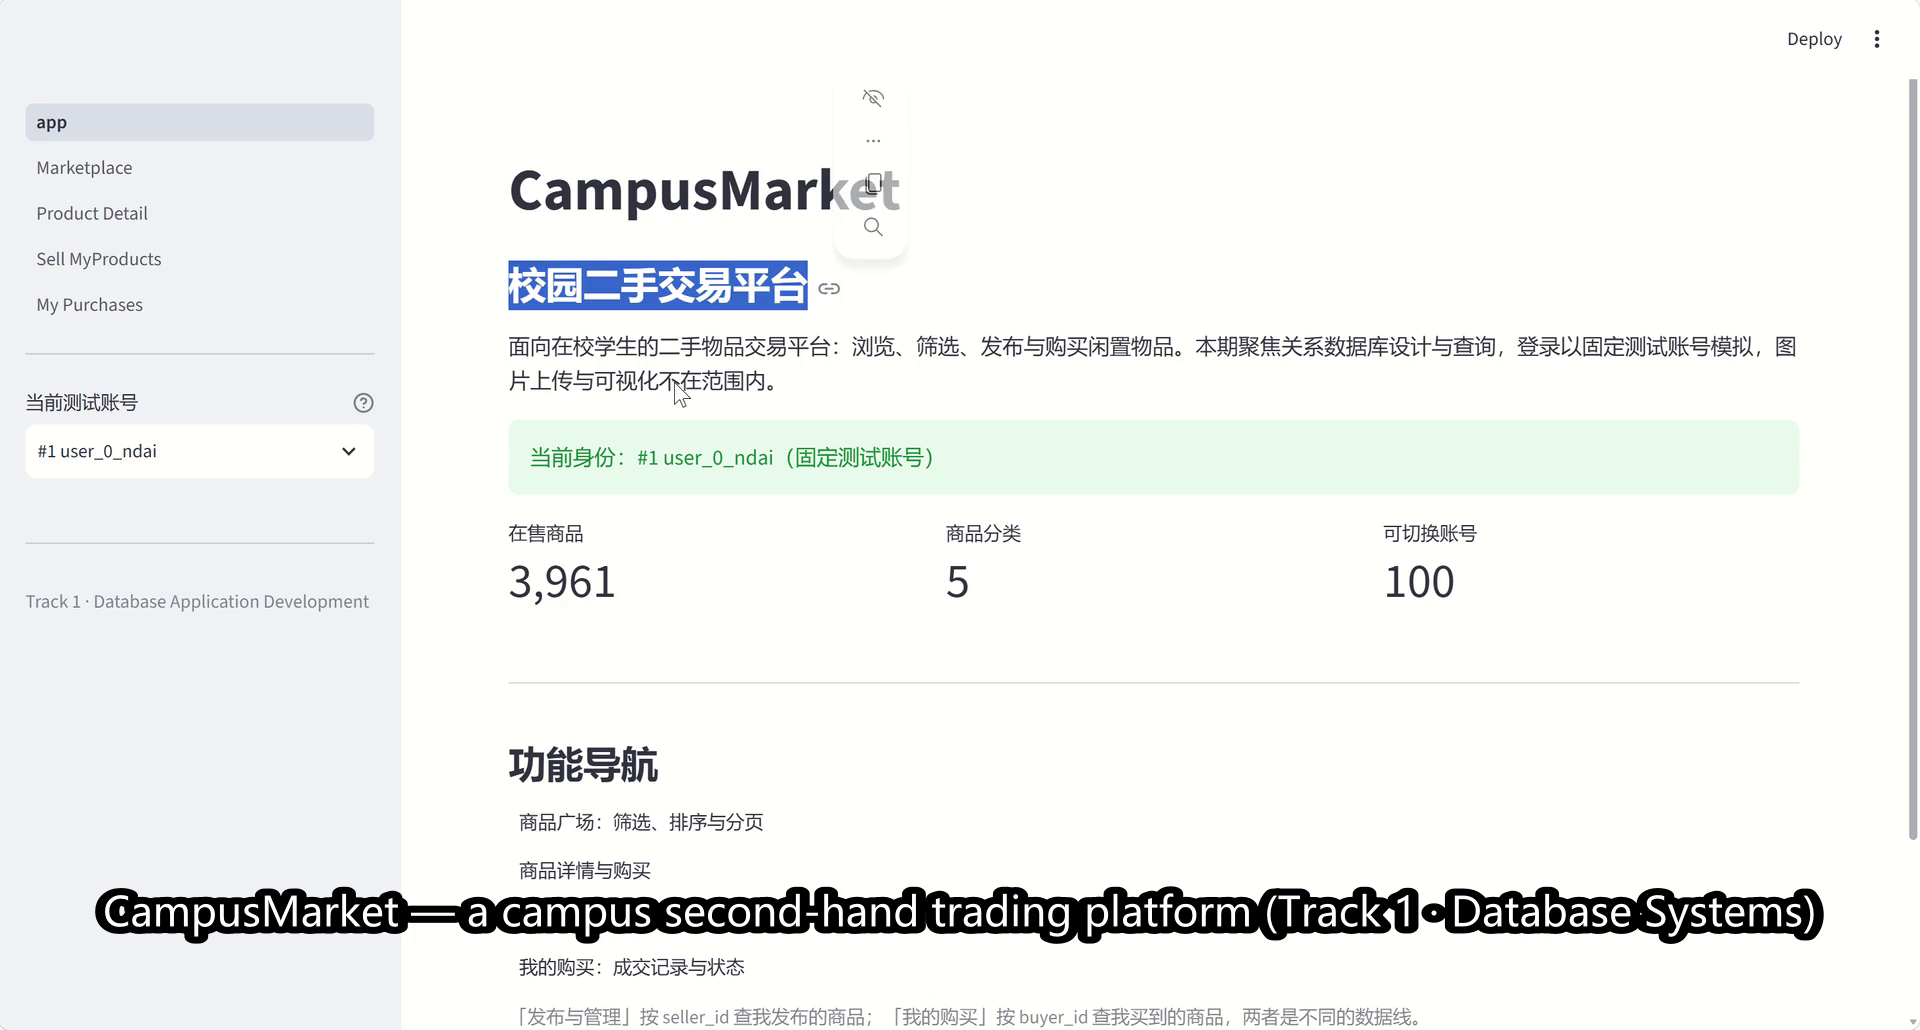 Deploy
app
Marketplace
Product Detail
Sell MyProducts
My Purchases
当前测试账号
#1 user_0_ndai
Track 1 · Database Application Development
CampusMarket
校园二手交易平台
面向在校学生的二手物品交易平台：浏览、筛选、发布与购买闲置物品。本期聚焦关系数据库设计与查询，登录以固定测试账号模拟，图
片上传与可视化不在范围内。
当前身份：#1 user_0_ndai（固定测试账号）
在售商品
3,961
商品分类
5
可切换账号
100
功能导航
商品广场：筛选、排序与分页
商品详情与购买
CampusMarket — a campus second-hand trading platform (Track 1 • Database Systems)
我的购买：成交记录与状态
「发布与管理」按 seller_id 查我发布的商品；「我的购买」按 buyer_id 查我买到的商品，两者是不同的数据线。